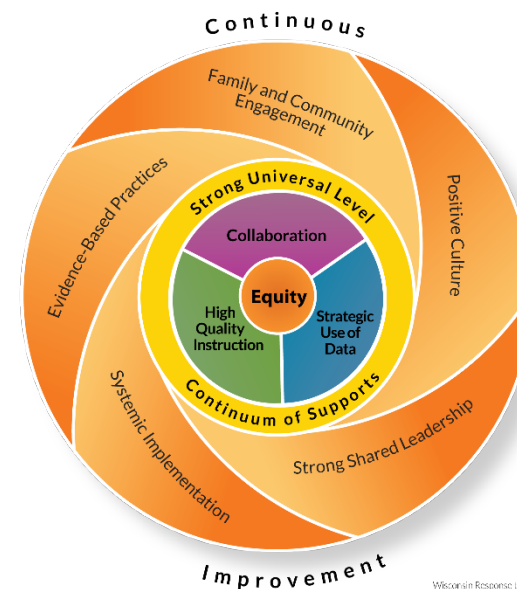 Continuous
Family and Community
Engagement
Positive Culture
Evidence-Based Practices
Strong Universal Level
Collaboration
Equity
High
Quality
Instruction
Strategic
Use of
Data
Continuum of Supports
Systemic Implementation
Strong Shared Leadership
Improvement
Wisconsin Response